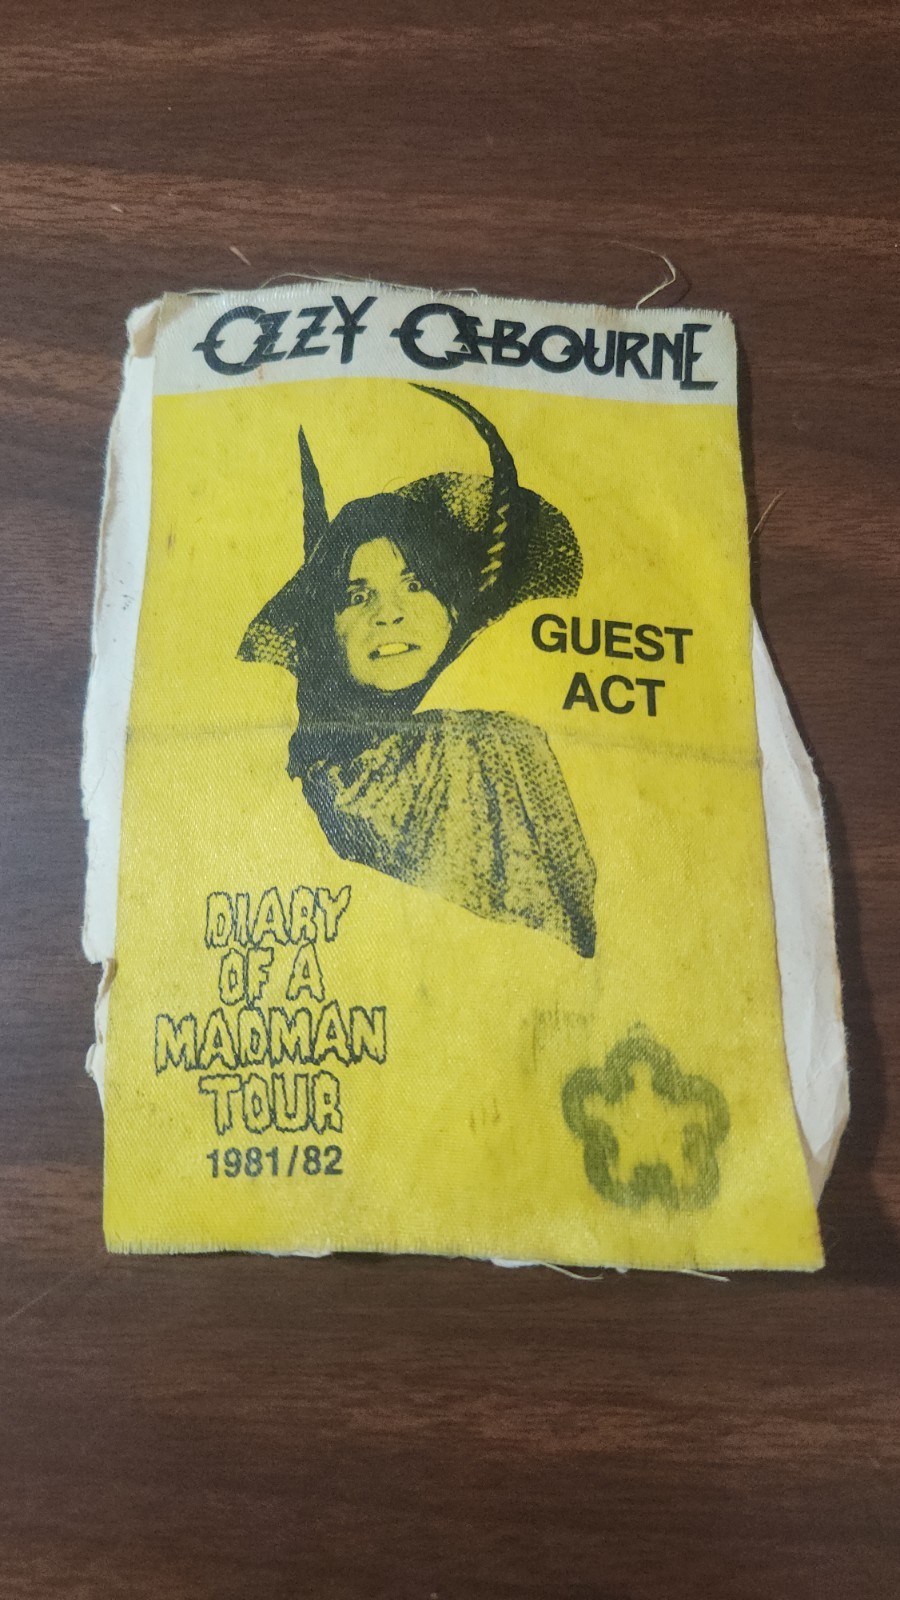 OZZY OSBOURNE
GUEST
ACT
DIARY
OF A
MADMAN
TOUR
1981/82